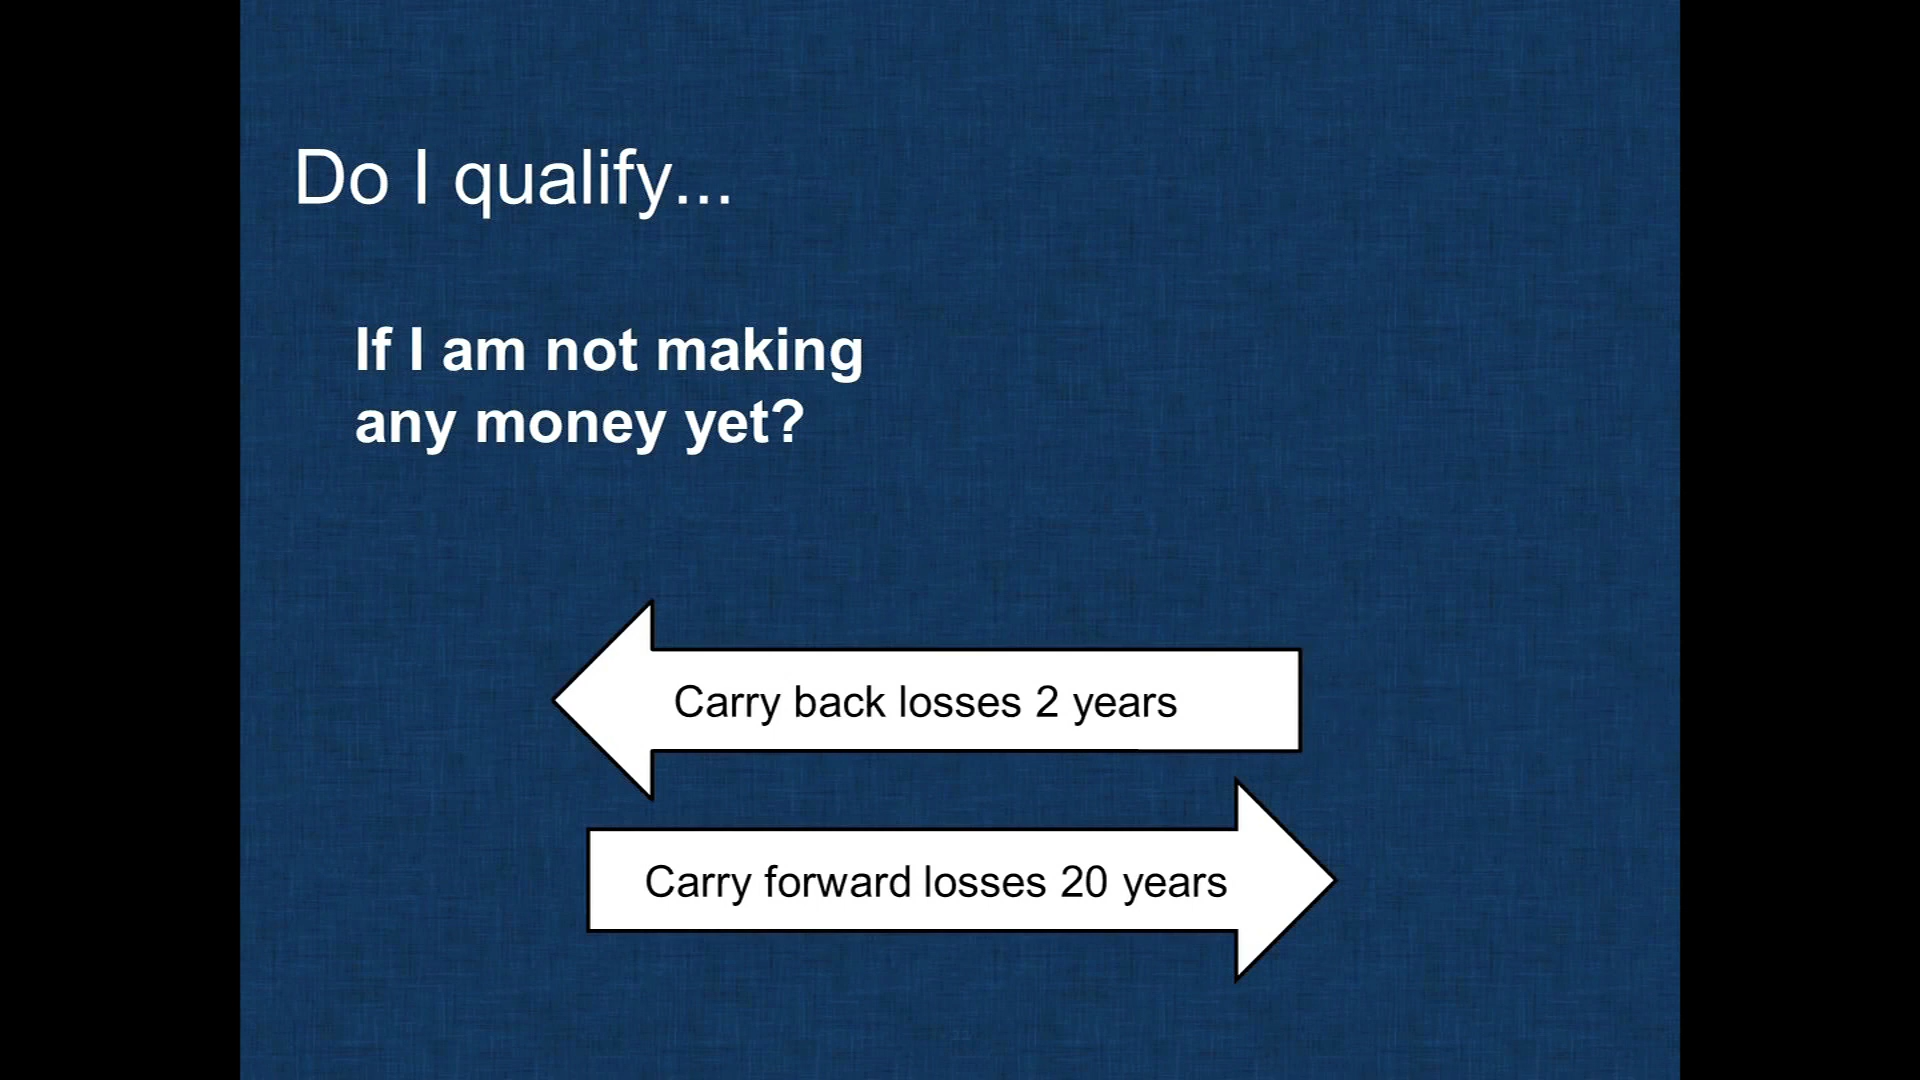 Do I qualify...
If I am not making
any money yet?
Carry back losses 2 years
Carry forward losses 20 years